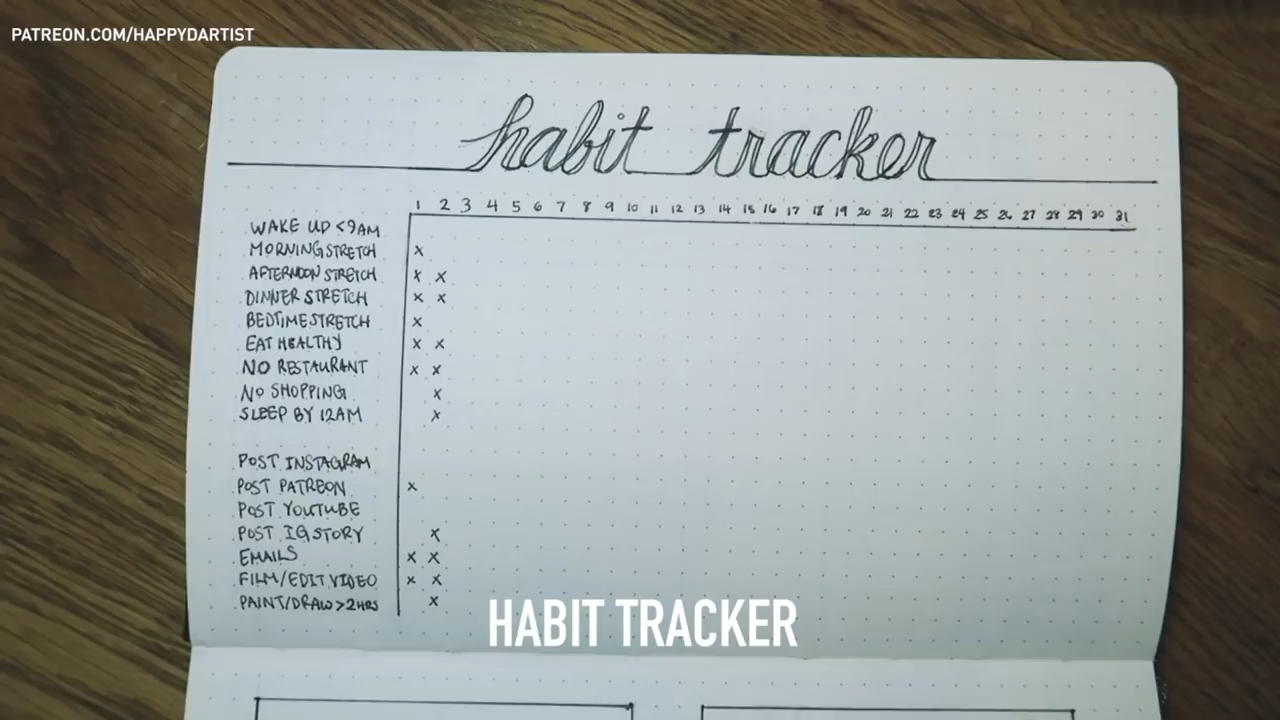 PATREON.COM/HAPPYDARTIST
habit tracker
1 2 3 4 5 6 7 8 9 10 11 12 13 14 15 16 17 18 19 20 21 22 23 24 25 26 27 28 29 30 31
WAKE UP <9AM
MORNING STRETCH X
AFTERNOON STRETCH X X
DINNER STRETCH X X
BEDTIME STRETCH X
EAT HEALTHY X X
NO RESTAURANT X X
NO SHOPPING X
SLEEP BY 12AM X
POST INSTAGRAM
POST PATREON X
POST YOUTUBE
POST IG STORY X
EMAILS X X
FILM/EDIT VIDEO X X
PAINT/DRAW >2HRS X
HABIT TRACKER